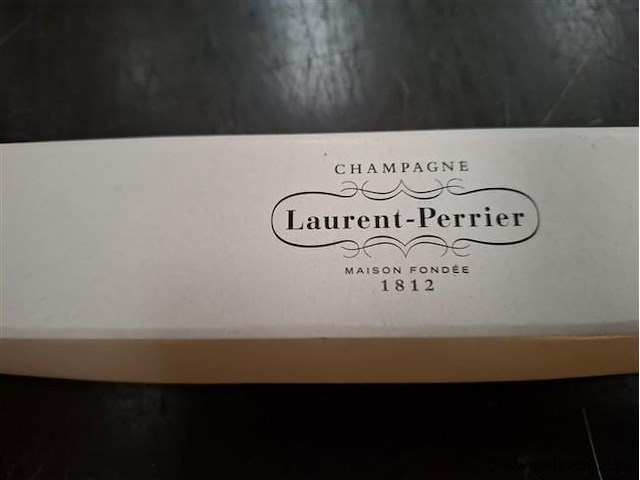 CHAMPAGNE
Laurent-Perrier
MAISON FONDÉE
1812